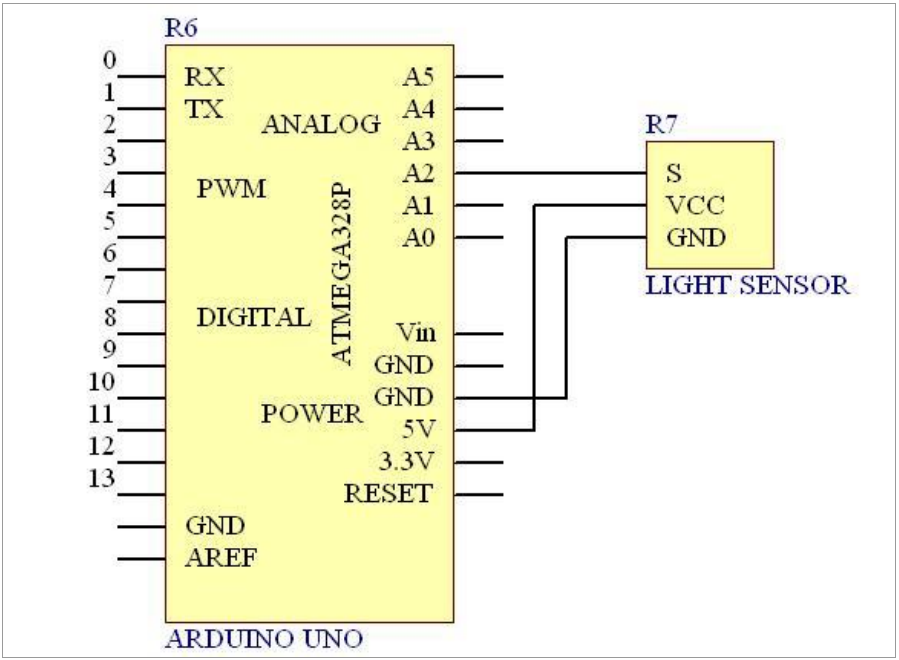 R6
0
1
2
3
4
5
6
7
8
9
10
11
12
13
RX
TX
GND
AREF
ANALOG
PWM
DIGITAL
POWER
ATMEGA328P
A5
A4
A3
A2
A1
A0
Vin
GND
GND
5V
3.3V
RESET
ARDUINO UNO
R7
S
VCC
GND
LIGHT SENSOR